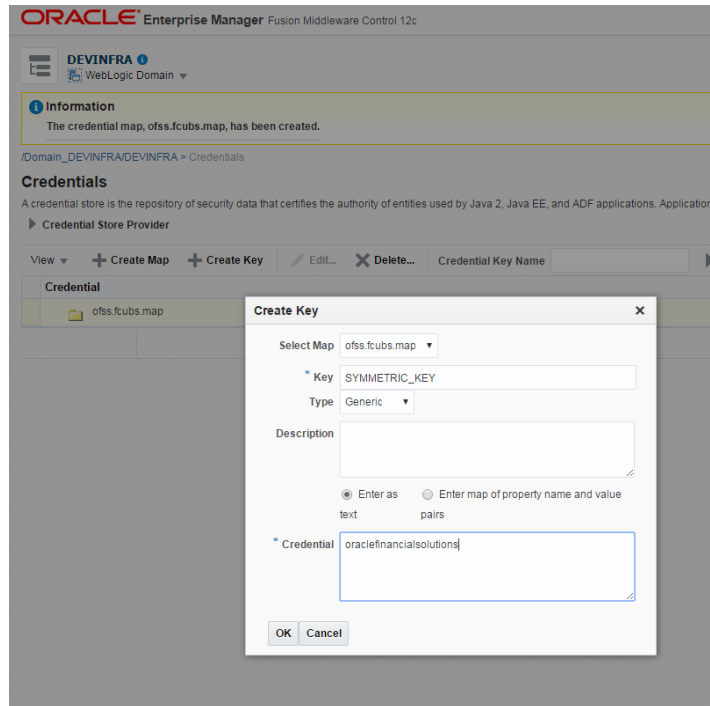 ORACLE Enterprise Manager Fusion Middleware Control 12c
DEVINFRA
WebLogic Domain
Information
The credential map, ofss.fcubs.map, has been created.
/Domain_DEVINFRA/DEVINFRA > Credentials
Credentials
A credential store is the repository of security data that certifies the authority of entities used by Java 2, Java EE, and ADF applications. Application
Credential Store Provider
View Create Map Create Key Edit... Delete... Credential Key Name
Credential
ofss.fcubs.map
Create Key
Select Map ofss.fcubs.map
* Key SYMMETRIC_KEY
Type Generic
Description
Enter as Enter map of property name and value
text pairs
* Credential oraclefinancialsolutions
OK Cancel